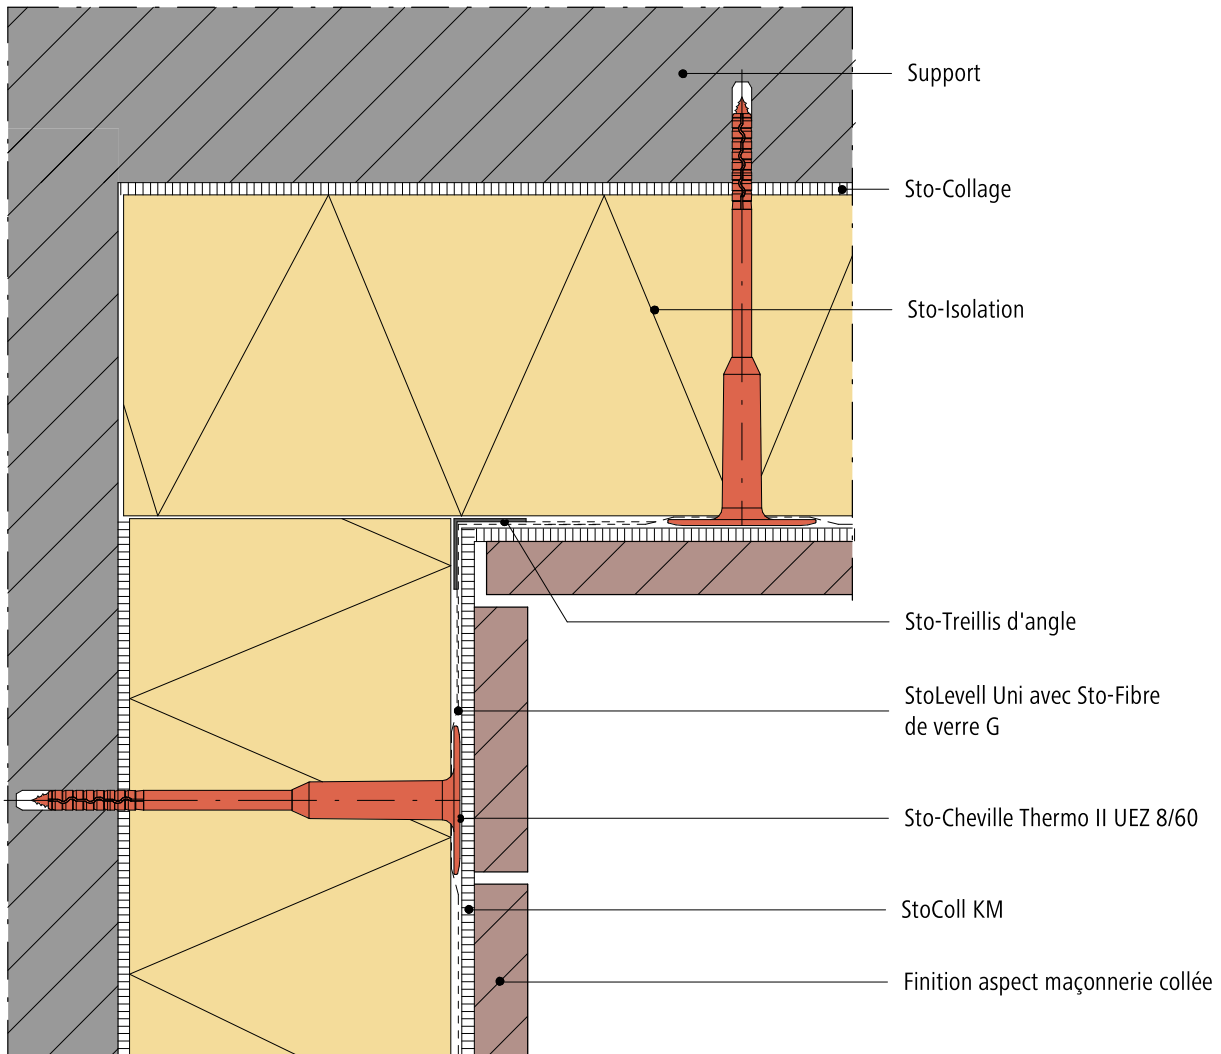 Support
Sto-Collage
Sto-Isolation
Sto-Treillis d'angle
StoLevell Uni avec Sto-Fibre
de verre G
Sto-Cheville Thermo II UEZ 8/60
StoColl KM
Finition aspect maçonnerie collée